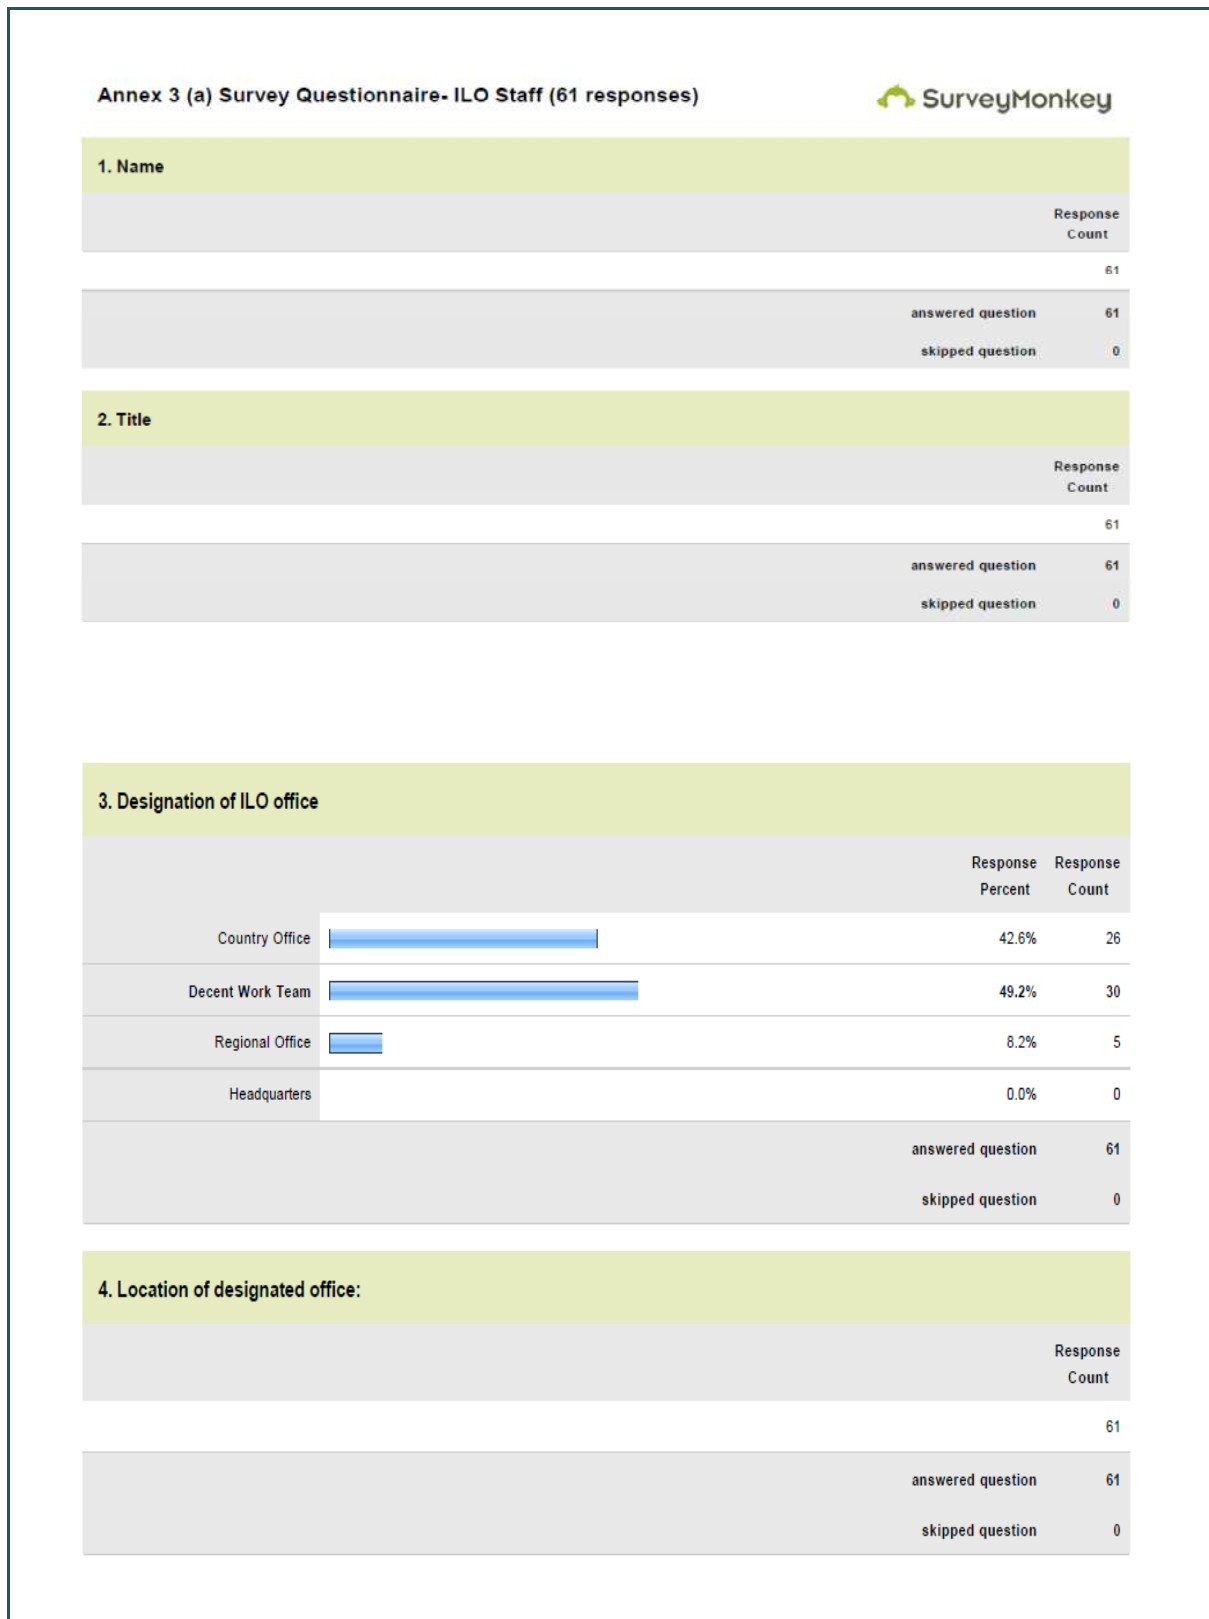 Annex 3 (a) Survey Questionnaire- ILO Staff (61 responses)
SurveyMonkey
1. Name
Response
Count
61
answered question 61
skipped question 0
2. Title
Response
Count
61
answered question 61
skipped question 0
3. Designation of ILO office
Response Response
Percent Count
Country Office 42.6% 26
Decent Work Team 49.2% 30
Regional Office 8.2% 5
Headquarters 0.0% 0
answered question 61
skipped question 0
4. Location of designated office:
Response
Count
61
answered question 61
skipped question 0